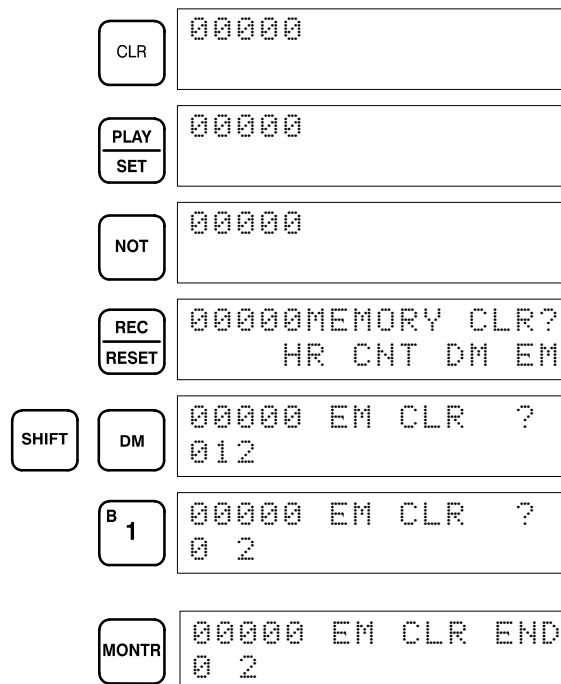 CLR
00000
PLAY
SET
00000
NOT
00000
REC
RESET
00000MEMORY CLR?
HR CNT DM EM
SHIFT
DM
00000 EM CLR ?
012
B
1
00000 EM CLR ?
0 2
MONTR
00000 EM CLR END
0 2